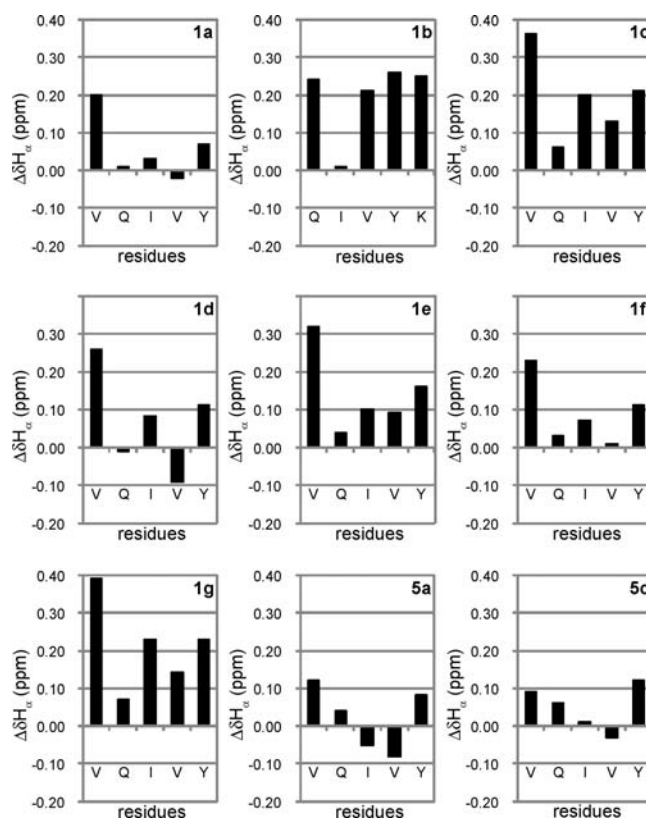 1a
ΔδHα (ppm)
0.40
0.30
0.20
0.10
0.00
-0.10
-0.20
V Q I V Y
residues
1b
ΔδHα (ppm)
0.40
0.30
0.20
0.10
0.00
-0.10
-0.20
Q I V Y K
residues
1c
ΔδHα (ppm)
0.40
0.30
0.20
0.10
0.00
-0.10
-0.20
V Q I V Y
residues
1d
ΔδHα (ppm)
0.30
0.20
0.10
0.00
-0.10
-0.20
V Q I V Y
residues
1e
ΔδHα (ppm)
0.30
0.20
0.10
0.00
-0.10
-0.20
V Q I V Y
residues
1f
ΔδHα (ppm)
0.30
0.20
0.10
0.00
-0.10
-0.20
V Q I V Y
residues
1g
ΔδHα (ppm)
0.40
0.30
0.20
0.10
0.00
-0.10
-0.20
V Q I V Y
residues
5a
ΔδHα (ppm)
0.40
0.30
0.20
0.10
0.00
-0.10
-0.20
V Q I V Y
residues
5c
ΔδHα (ppm)
0.40
0.30
0.20
0.10
0.00
-0.10
-0.20
V Q I V Y
residues